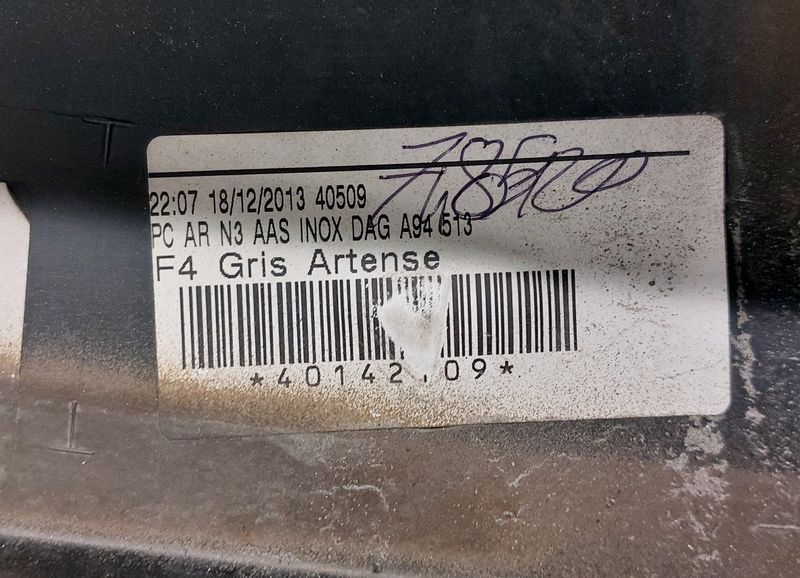 22:07 18/12/2013 40509
PC AR N3 AAS INOX DAG A94 513
F4 Gris Artense